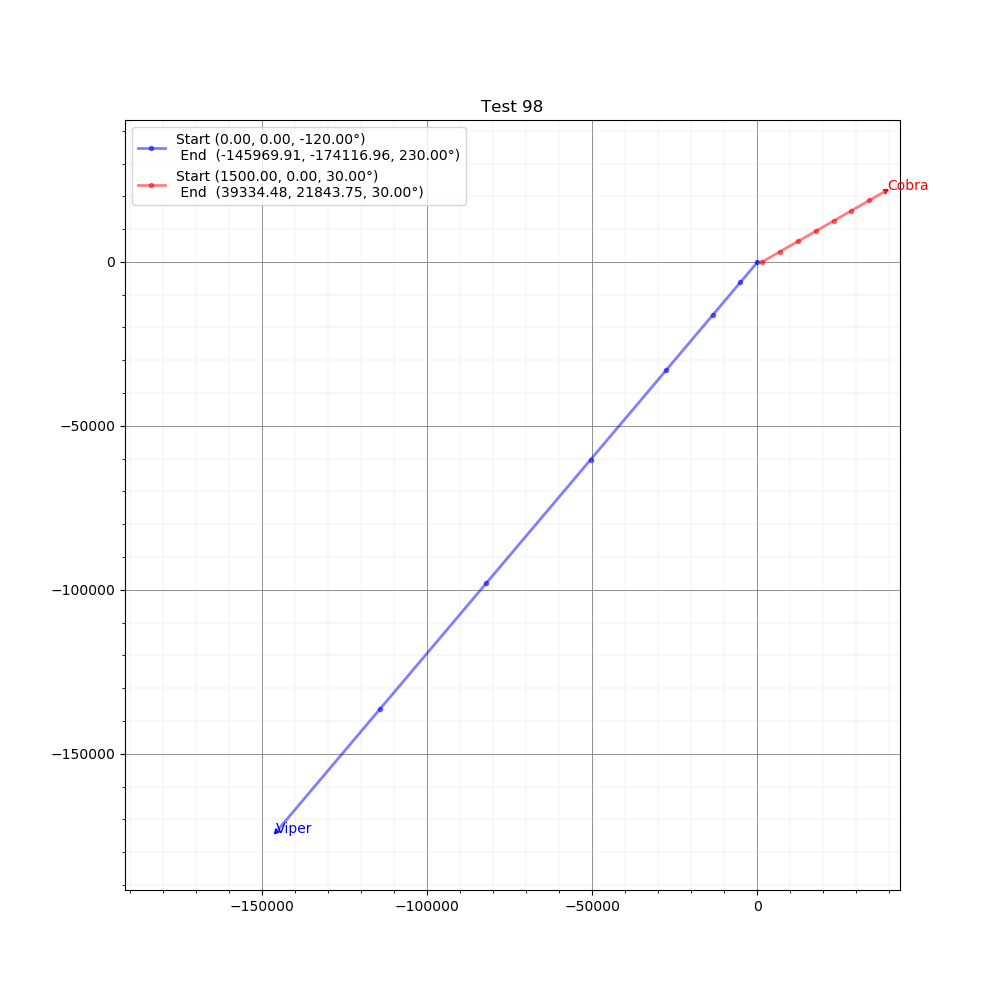 Test 98
Start (0.00, 0.00, -120.00°)
End  (-145969.91, -174116.96, 230.00°)
Start (1500.00, 0.00, 30.00°)
End  (39334.48, 21843.75, 30.00°)
Cobra
0
−50000
−100000
−150000
Viper
−150000
−100000
−50000
0